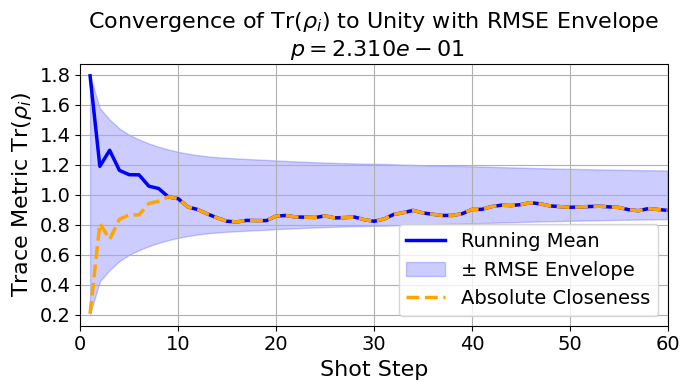 Convergence of Tr(ρᵢ) to Unity with RMSE Envelope
p = 2.310e − 01
Trace Metric Tr(ρᵢ)
1.8
1.6
1.4
1.2
1.0
0.8
0.6
0.4
0.2
Running Mean
± RMSE Envelope
Absolute Closeness
0 10 20 30 40 50 60
Shot Step